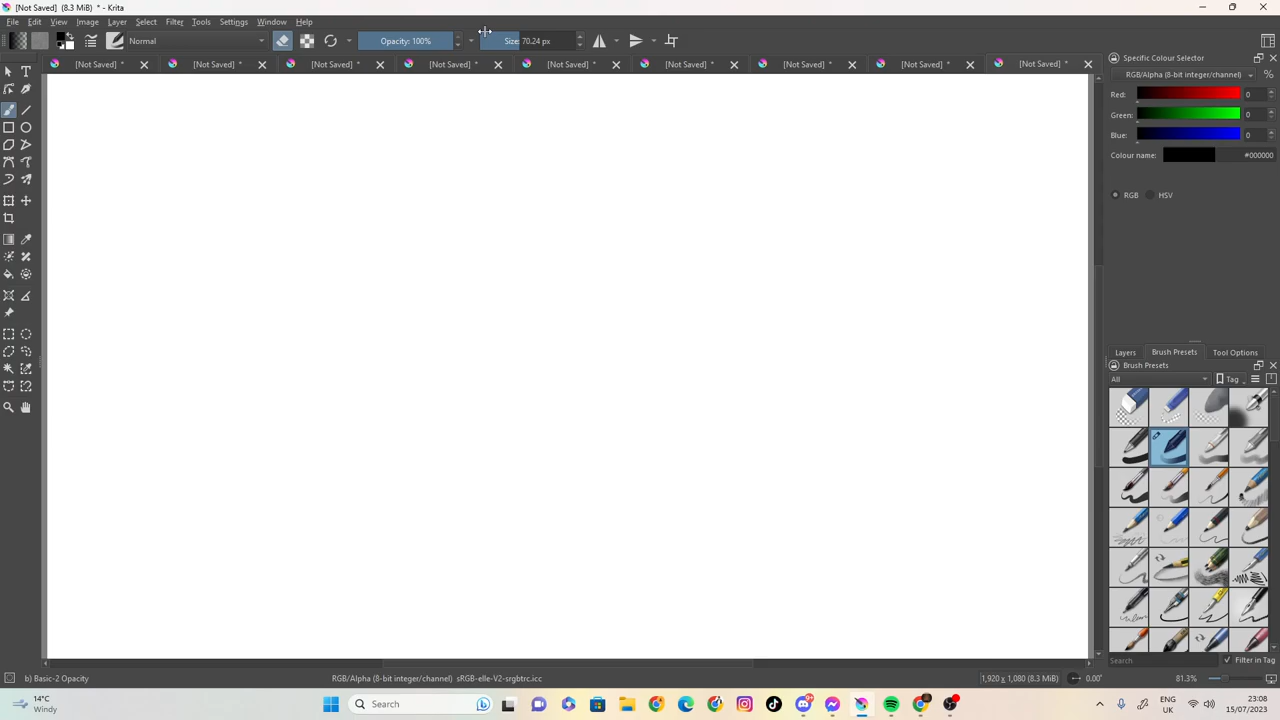 [Not Saved] (8.3 MiB) * - Krita
File Edit View Image Layer Select Filter Tools Settings Window Help
Normal Opacity: 100% Size: 70.24 px
[Not Saved] * [Not Saved] * [Not Saved] * [Not Saved] * [Not Saved] * [Not Saved] * [Not Saved] * [Not Saved] * [Not Saved] *
Specific Colour Selector
RGB/Alpha (8-bit integer/channel) %
Red: 0
Green: 0
Blue: 0
Colour name: #000000
RGB HSV
Layers Brush Presets Tool Options
Brush Presets
All Tag
Search Filter in Tag
b) Basic-2 Opacity RGB/Alpha (8-bit integer/channel) sRGB-elle-V2-srgbtrc.icc 1,920 x 1,080 (8.3 MiB) 0.00° 81.3%
14°C
Windy
Search
9+
ENG
UK
23:08
15/07/2023